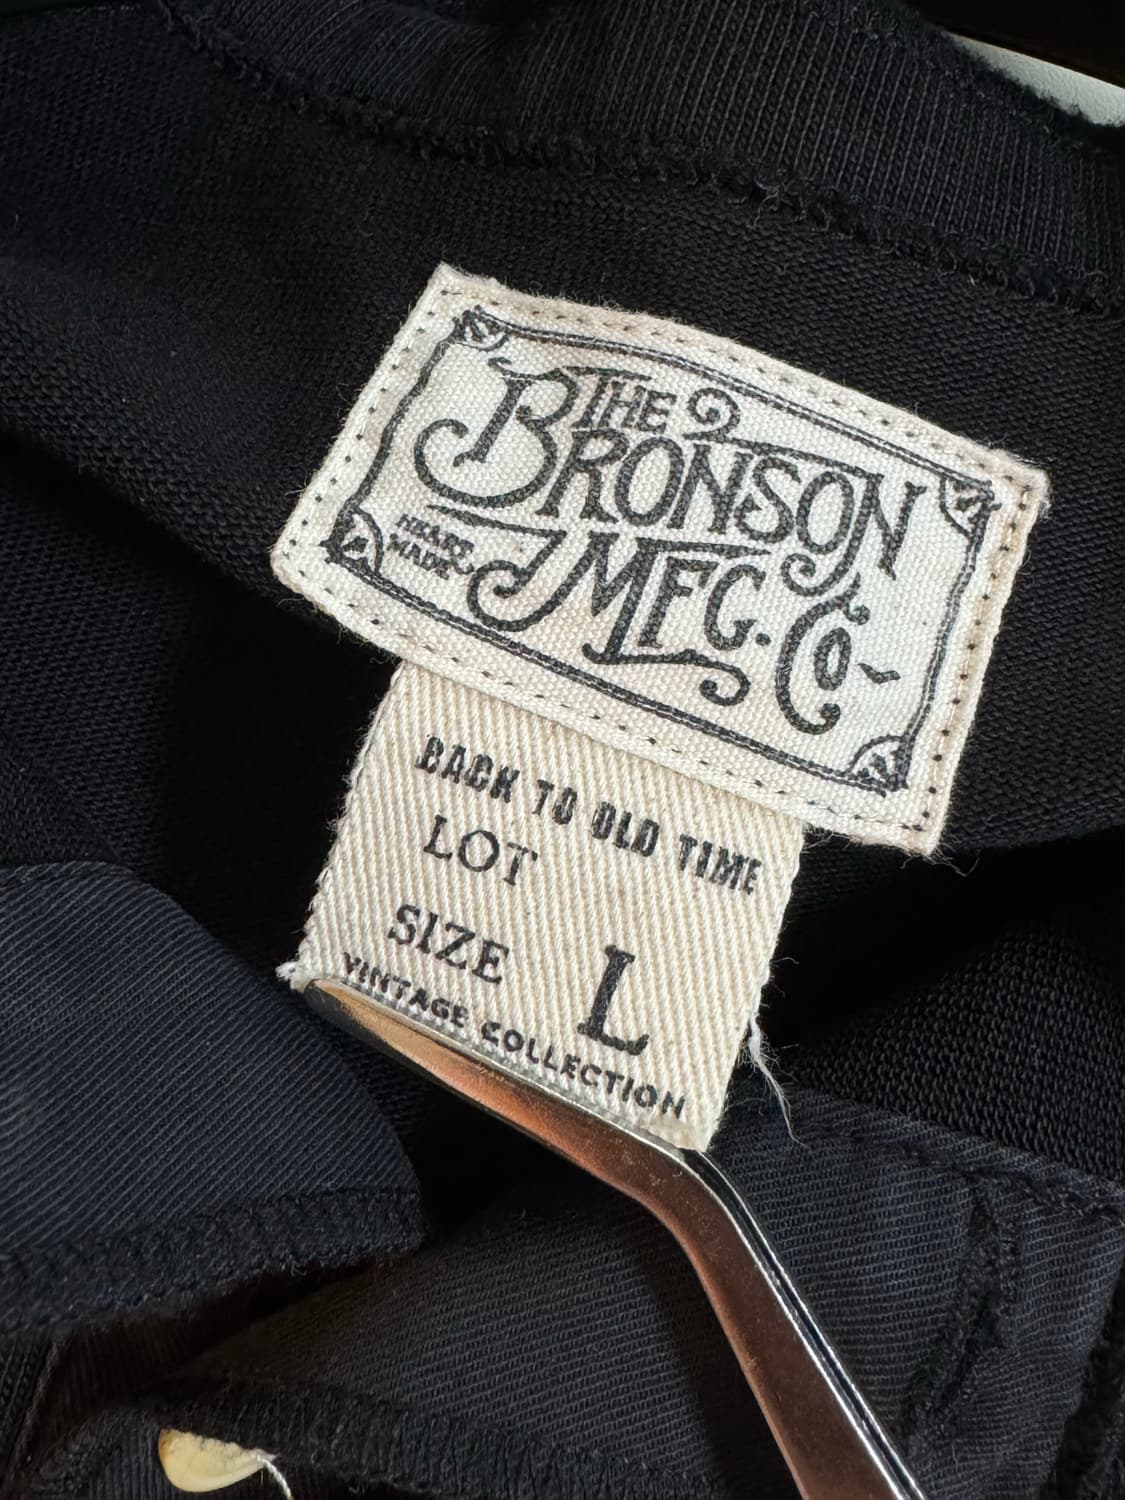 THE
BRONSON
HEART MADE
MFG. Co
BACK TO OLD TIME
LOT
SIZE L
VINTAGE COLLECTION